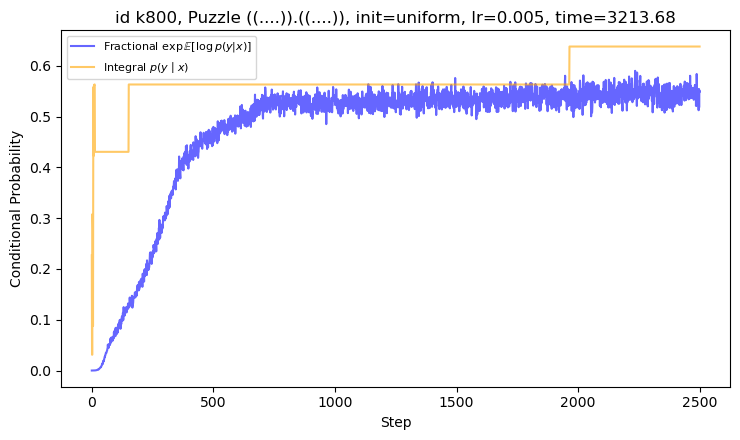 id k800, Puzzle ((....)).((....)), init=uniform, lr=0.005, time=3213.68
Fractional exp𝔼[log p(y|x)]
Integral p(y | x)
Conditional Probability
0.6
0.5
0.4
0.3
0.2
0.1
0.0
0 500 1000 1500 2000 2500
Step